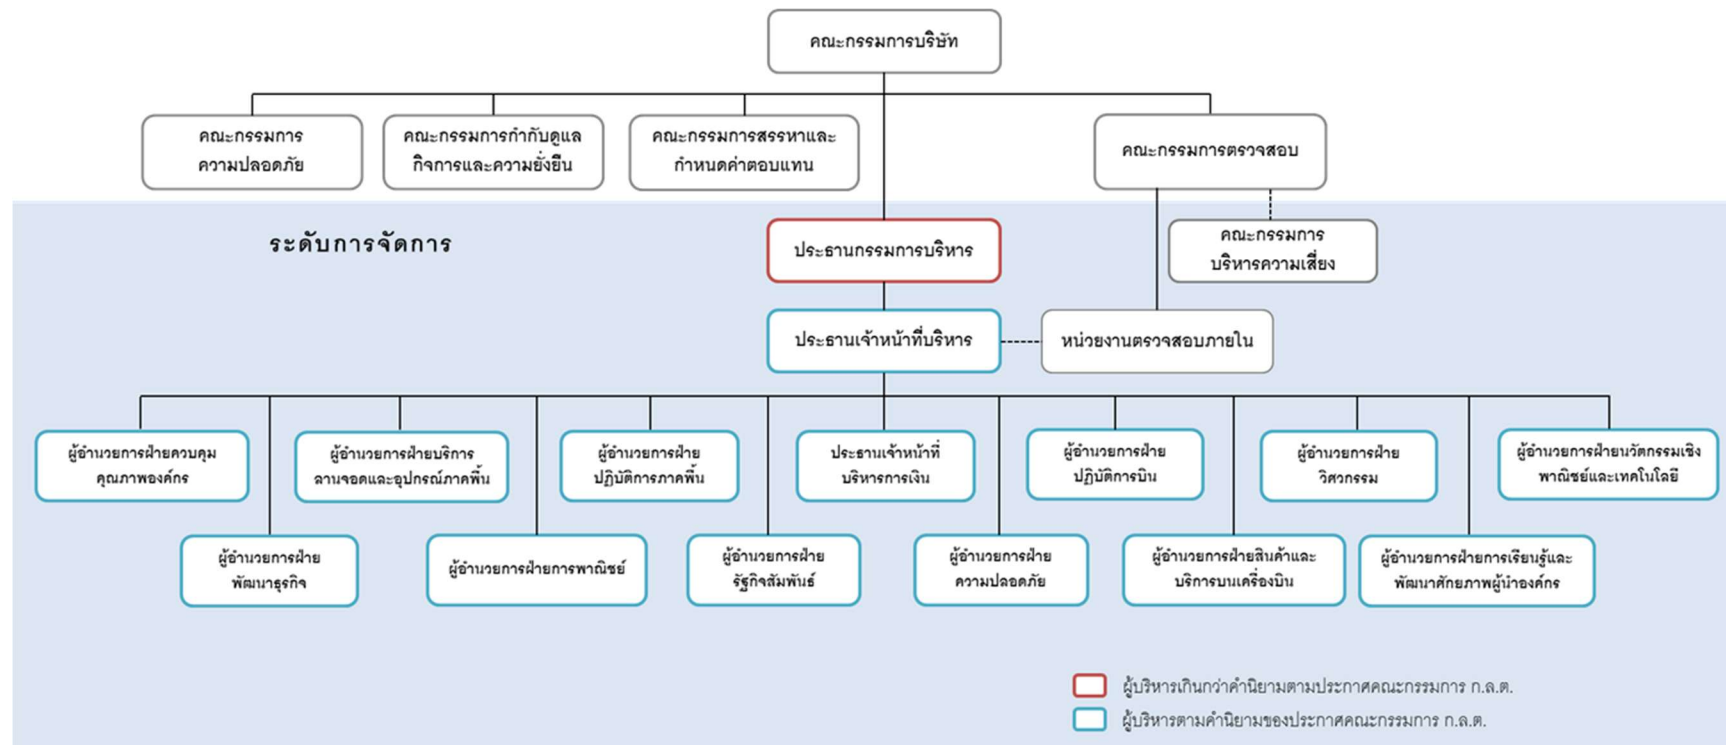 คณะกรรมการบริษัท
คณะกรรมการ
ความปลอดภัย
คณะกรรมการกำกับดูแล
กิจการและความยั่งยืน
คณะกรรมการสรรหาและ
กำหนดค่าตอบแทน
คณะกรรมการตรวจสอบ
ระดับการจัดการ
ประธานกรรมการบริหาร
คณะกรรมการ
บริหารความเสี่ยง
ประธานเจ้าหน้าที่บริหาร
หน่วยงานตรวจสอบภายใน
ผู้อำนวยการฝ่ายควบคุม
คุณภาพองค์กร
ผู้อำนวยการฝ่ายบริการ
ลานจอดและอุปกรณ์ภาคพื้น
ผู้อำนวยการฝ่าย
ปฏิบัติการภาคพื้น
ประธานเจ้าหน้าที่
บริหารการเงิน
ผู้อำนวยการฝ่าย
ปฏิบัติการบิน
ผู้อำนวยการฝ่าย
วิศวกรรม
ผู้อำนวยการฝ่ายนวัตกรรมเชิง
พาณิชย์และเทคโนโลยี
ผู้อำนวยการฝ่าย
พัฒนาธุรกิจ
ผู้อำนวยการฝ่ายการพาณิชย์
ผู้อำนวยการฝ่าย
รัฐกิจสัมพันธ์
ผู้อำนวยการฝ่าย
ความปลอดภัย
ผู้อำนวยการฝ่ายสินค้าและ
บริการบนเครื่องบิน
ผู้อำนวยการฝ่ายการเรียนรู้และ
พัฒนาศักยภาพผู้นำองค์กร
ผู้บริหารเกินกว่าคำนิยามตามประกาศคณะกรรมการ ก.ล.ต.
ผู้บริหารตามคำนิยามของประกาศคณะกรรมการ ก.ล.ต.